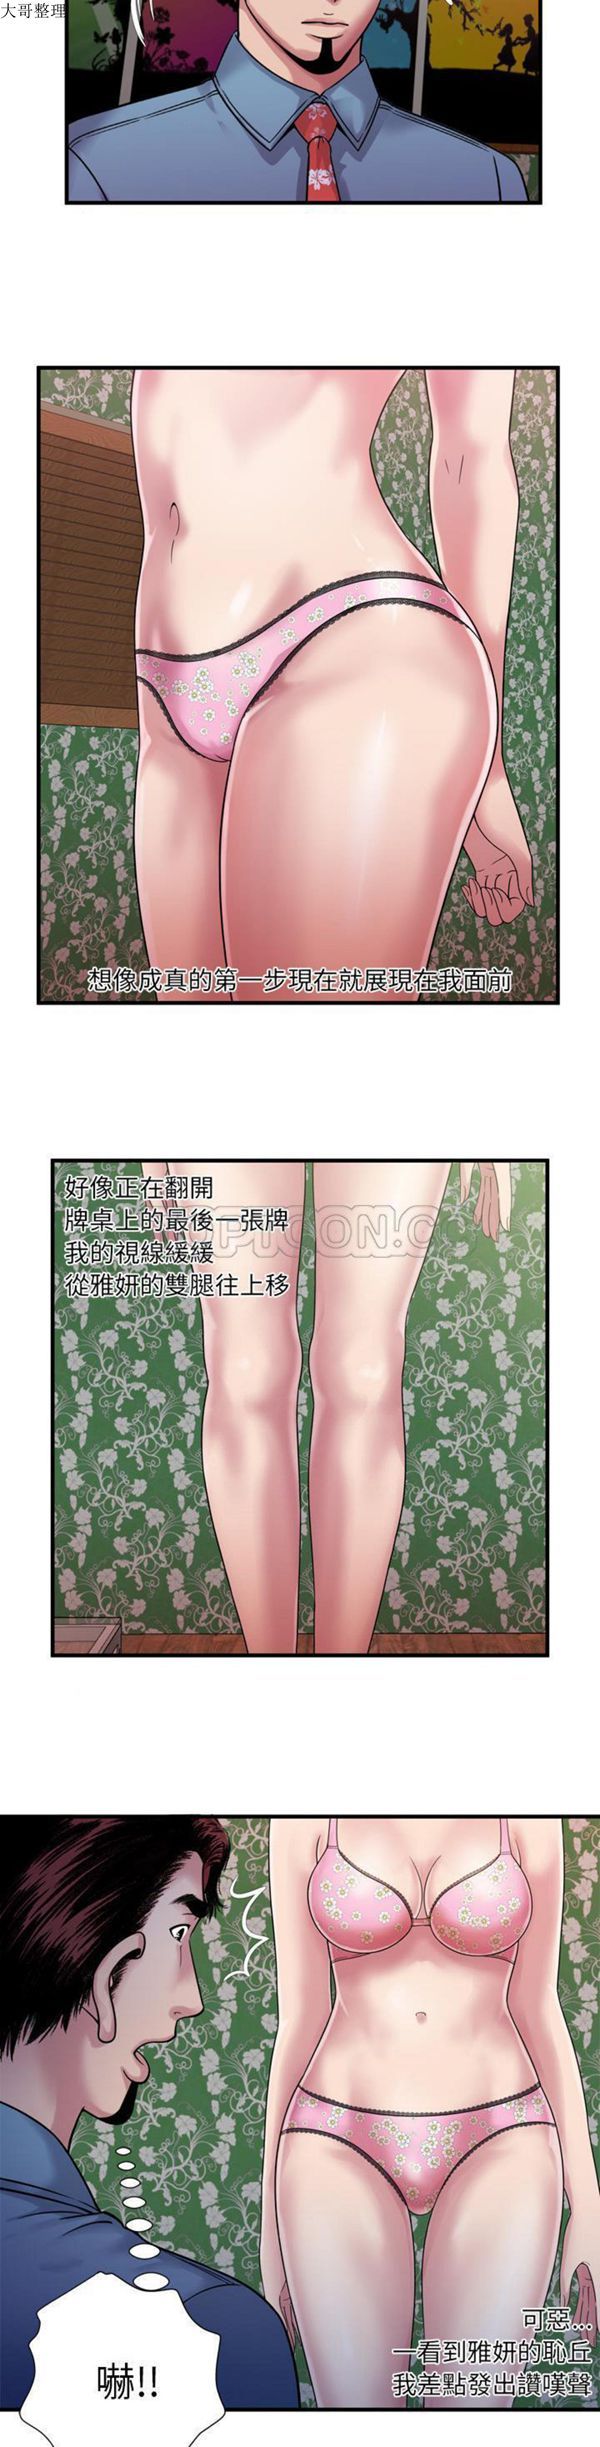 大哥整理
想像成真的第一步現在就展現在我面前
好像正在翻開
牌桌上的最後一張牌
我的視線緩緩
從雅妍的雙腿往上移
嚇!!
可惡...
一看到雅妍的恥丘
我差點發出讚嘆聲